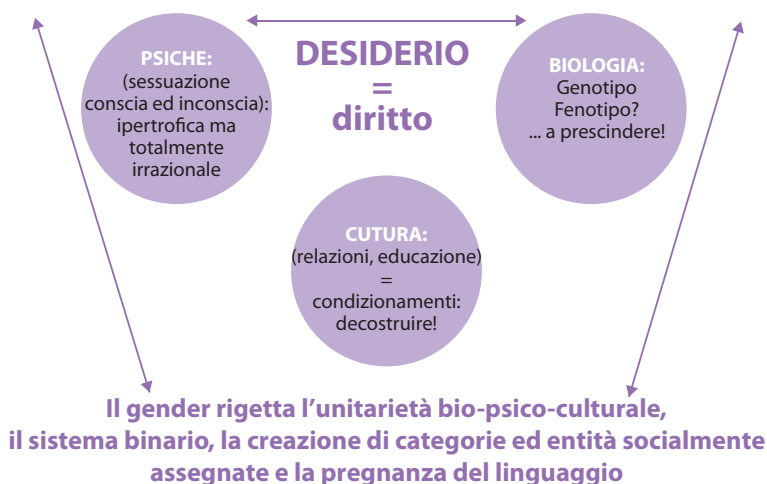 PSICHE:
(sessuazione
conscia ed inconscia):
ipertrofica ma
totalmente
irrazionale
DESIDERIO
=
diritto
BIOLOGIA:
Genotipo
Fenotipo?
... a prescindere!
CUTURA:
(relazioni, educazione)
=
condizionamenti:
decostruire!
Il gender rigetta l’unitarietà bio-psico-culturale,
il sistema binario, la creazione di categorie ed entità socialmente
assegnate e la pregnanza del linguaggio